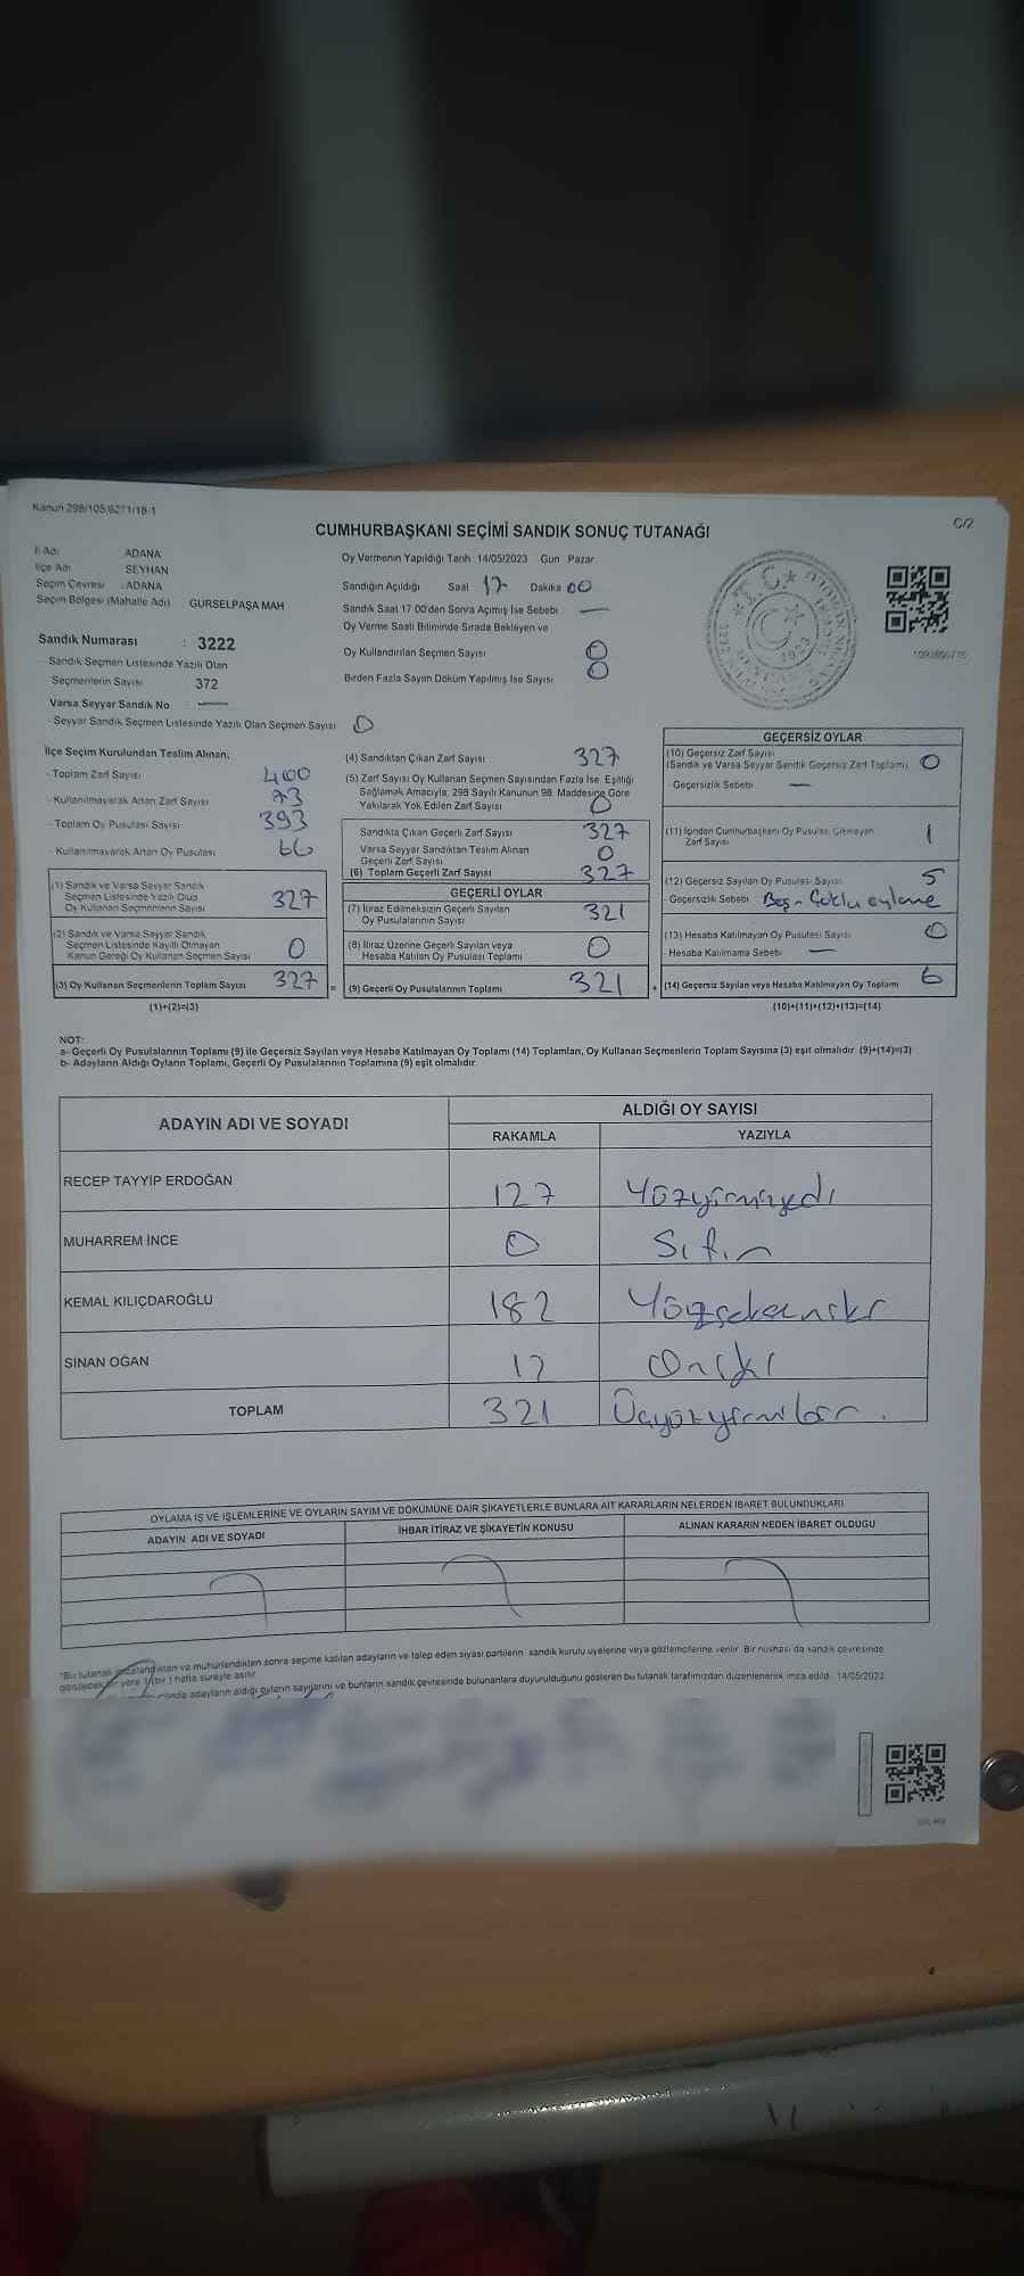 Kanun 298/105,6271/18-1
C/2
CUMHURBAŞKANI SEÇİMİ SANDIK SONUÇ TUTANAĞI
İl Adı ADANA
İlçe Adı SEYHAN
Seçim Çevresi : ADANA
Seçim Bölgesi (Mahalle Adı) GÜRSELPAŞA MAH
Oy Vermenin Yapıldığı Tarih 14/05/2023 Gün Pazar
Sandığın Açıldığı Saat 17 Dakika 00
Sandık Saat 17.00'den Sonra Açılmış İse Sebebi —
Oy Verme Saati Bitiminde Sırada Bekleyen ve
Oy Kullandırılan Seçmen Sayısı 0
Birden Fazla Sayım Döküm Yapılmış İse Sayısı 0
Sandık Numarası : 3222
Sandık Seçmen Listesinde Yazılı Olan
Seçmenlerin Sayısı 372
Varsa Seyyar Sandık No —
- Seyyar Sandık Seçmen Listesinde Yazılı Olan Seçmen Sayısı 0
İlçe Seçim Kurulundan Teslim Alınan;
- Toplam Zarf Sayısı 400
- Kullanılmayarak Artan Zarf Sayısı 73
- Toplam Oy Pusulası Sayısı 393
- Kullanılmayarak Artan Oy Pusulası 66
(1) Sandık ve Varsa Seyyar Sandık
Seçmen Listesinde Yazılı Olup
Oy Kullanan Seçmenlerin Sayısı 327
(2) Sandık ve Varsa Seyyar Sandık
Seçmen Listesinde Kayıtlı Olmayan
Kanun Gereği Oy Kullanan Seçmen Sayısı 0
(3) Oy Kullanan Seçmenlerin Toplam Sayısı 327
(1)+(2)=(3)
(4) Sandıktan Çıkan Zarf Sayısı 327
(5) Zarf Sayısı Oy Kullanan Seçmen Sayısından Fazla İse, Eşitliği
Sağlamak Amacıyla, 298 Sayılı Kanunun 98. Maddesine Göre
Yakılarak Yok Edilen Zarf Sayısı 0
Sandıkta Çıkan Geçerli Zarf Sayısı 327
Varsa Seyyar Sandıktan Teslim Alınan
Geçerli Zarf Sayısı 0
(6) Toplam Geçerli Zarf Sayısı 327
GEÇERLİ OYLAR
(7) İtiraz Edilmeksizin Geçerli Sayılan
Oy Pusulalarının Sayısı 321
(8) İtiraz Üzerine Geçerli Sayılan veya
Hesaba Katılan Oy Pusulası Toplamı 0
(9) Geçerli Oy Pusulalarının Toplamı 321
GEÇERSİZ OYLAR
(10) Geçersiz Zarf Sayısı
(Sandık ve Varsa Seyyar Sandık Geçersiz Zarf Toplamı) 0
- Geçersizlik Sebebi —
(11) İçinden Cumhurbaşkanı Oy Pusulası Çıkmayan
Zarf Sayısı 1
(12) Geçersiz Sayılan Oy Pusulası Sayısı 5
- Geçersizlik Sebebi Boş - Çoklu oylama
(13) Hesaba Katılmayan Oy Pusulası Sayısı 0
- Hesaba Katılmama Sebebi —
(14) Geçersiz Sayılan veya Hesaba Katılmayan Oy Toplamı 6
(10)+(11)+(12)+(13)=(14)
NOT:
a- Geçerli Oy Pusulalarının Toplamı (9) ile Geçersiz Sayılan veya Hesaba Katılmayan Oy Toplamı (14) Toplamları, Oy Kullanan Seçmenlerin Toplam Sayısına (3) eşit olmalıdır. (9)+(14)=(3)
b- Adayların Aldığı Oyların Toplamı, Geçerli Oy Pusulalarının Toplamına (9) eşit olmalıdır.
ADAYIN ADI VE SOYADI
ALDIĞI OY SAYISI
RAKAMLA YAZIYLA
RECEP TAYYİP ERDOĞAN 127 Yüzyirmiyedi
MUHARREM İNCE 0 Sıfır
KEMAL KILIÇDAROĞLU 182 Yüzsekseniki
SİNAN OĞAN 12 Oniki
TOPLAM 321 Üçyüzyirmibir
OYLAMA İŞ VE İŞLEMLERİNE VE OYLARIN SAYIM VE DÖKÜMÜNE DAİR ŞİKAYETLERLE BUNLARA AİT KARARLARIN NELERDEN İBARET BULUNDUKLARI
ADAYIN ADI VE SOYADI İHBAR İTİRAZ VE ŞİKAYETİN KONUSU ALINAN KARARIN NEDEN İBARET OLDUĞU
*Bu tutanak ve mühürlendikten sonra seçime katılan adayların ve talep eden siyasi partilerin sandık kurulu üyelerine veya gözlemcilerine verilir. Bir nüshası da sandık çevresinde
yere 1 (bir) hafta süreyle asılır.
adayların aldığı oyların sayılarını ve bunların sandık çevresinde bulunanlara duyurulduğunu gösteren bu tutanak tarafımızdan düzenlenerek imza edildi. 14/05/2023